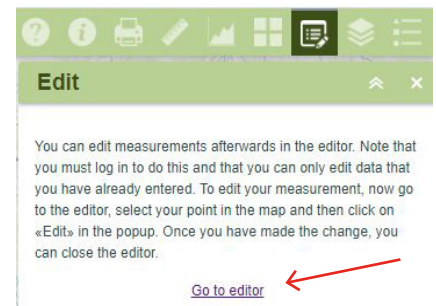 Edit
You can edit measurements afterwards in the editor. Note that
you must log in to do this and that you can only edit data that
you have already entered. To edit your measurement, now go
to the editor, select your point in the map and then click on
«Edit» in the popup. Once you have made the change, you
can close the editor.
Go to editor